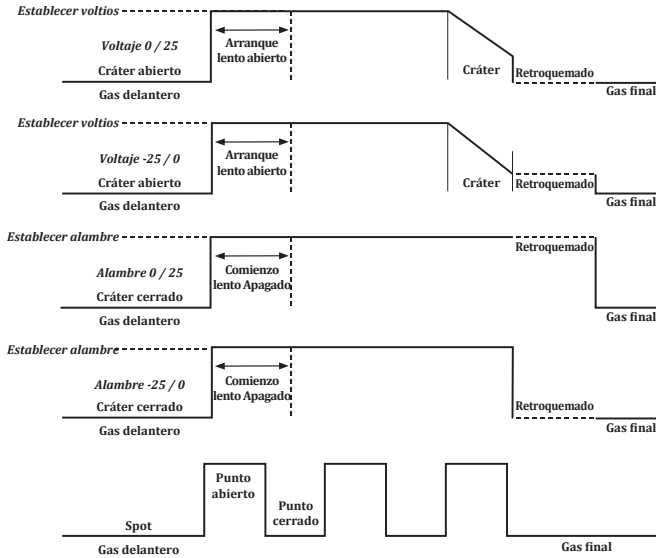 Establecer voltios
Voltaje 0 / 25
Arranque
lento abierto
Cráter abierto
Cráter
Retroquemado
Gas delantero
Gas final
Establecer voltios
Voltaje -25 / 0
Arranque
lento abierto
Cráter abierto
Cráter
Retroquemado
Gas delantero
Gas final
Establecer alambre
Retroquemado
Alambre 0 / 25
Comienzo
lento Apagado
Cráter cerrado
Gas delantero
Gas final
Establecer alambre
Alambre -25 / 0
Comienzo
lento Apagado
Cráter cerrado
Retroquemado
Gas delantero
Gas final
Punto
abierto
Punto
cerrado
Spot
Gas delantero
Gas final